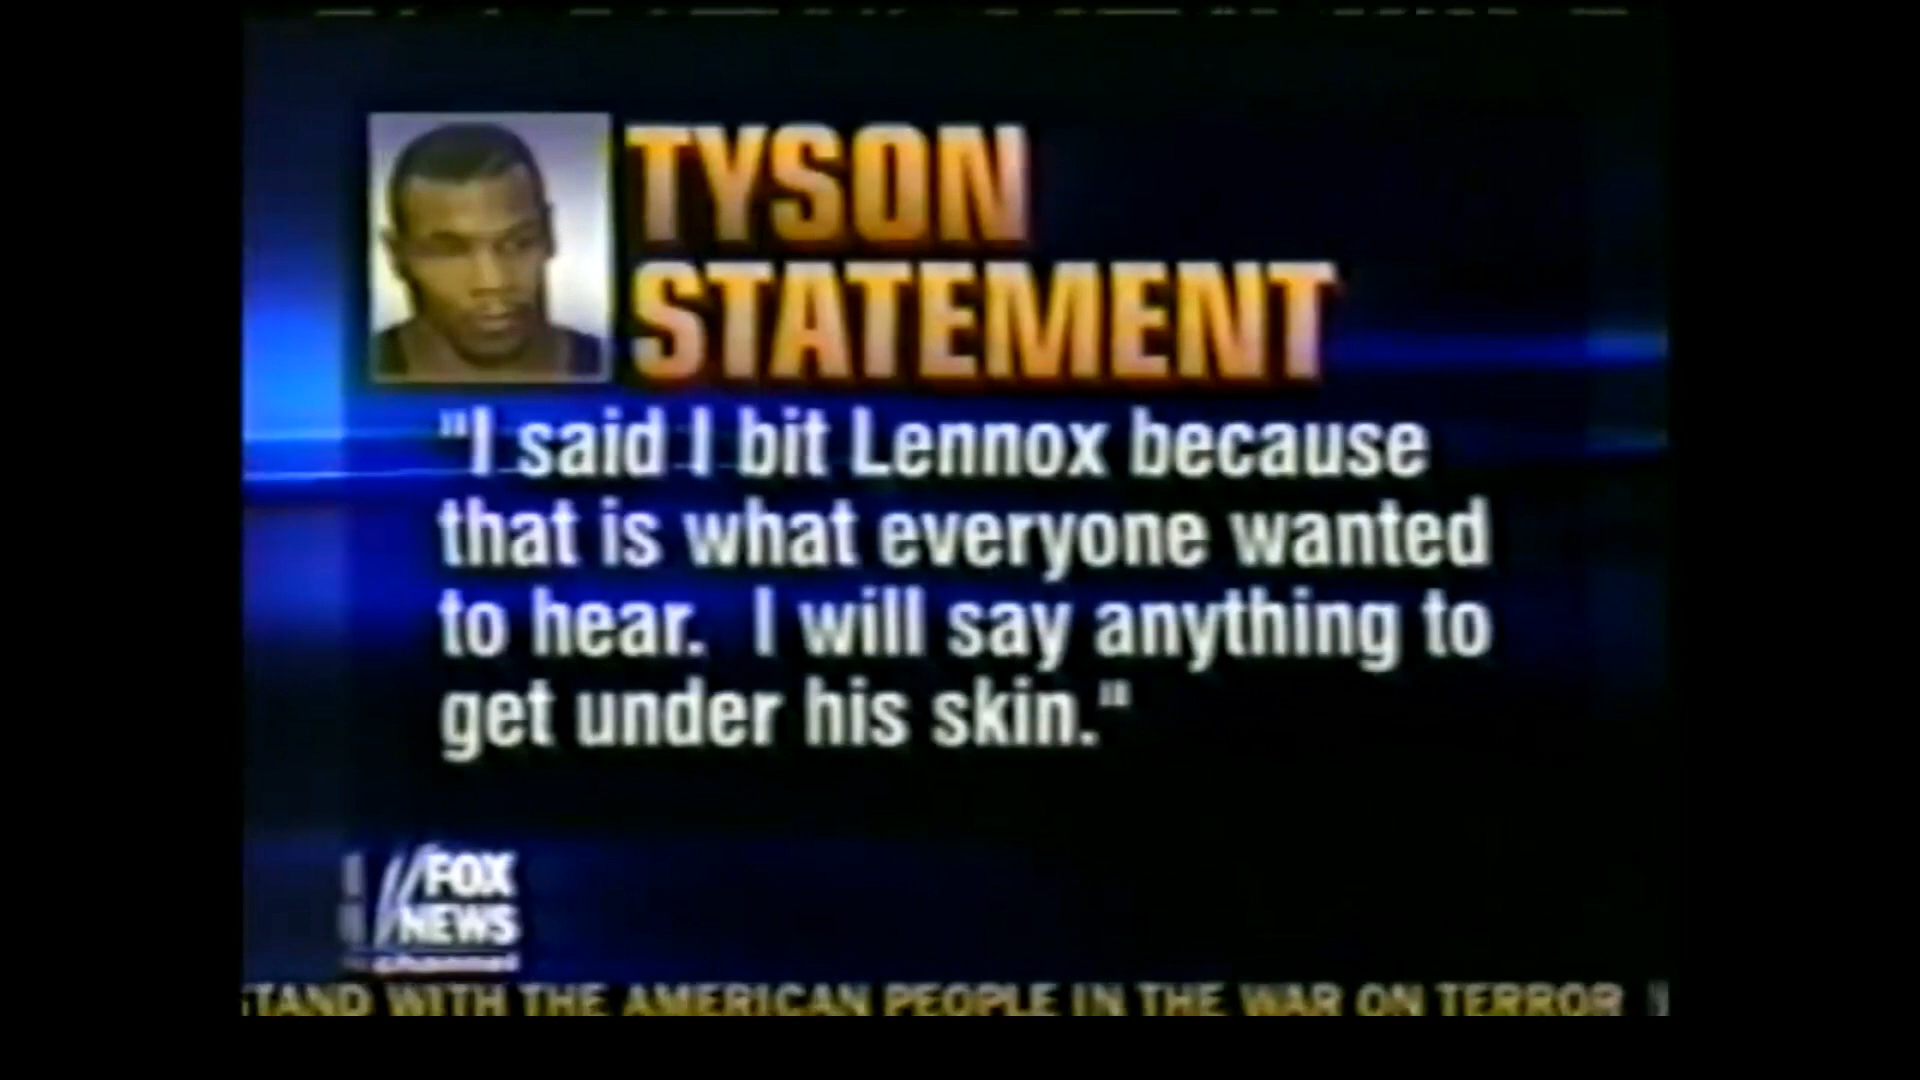 TYSON
STATEMENT
"I said I bit Lennox because
that is what everyone wanted
to hear. I will say anything to
get under his skin."
FOX
NEWS
channel
TAND WITH THE AMERICAN PEOPLE IN THE WAR ON TERROR